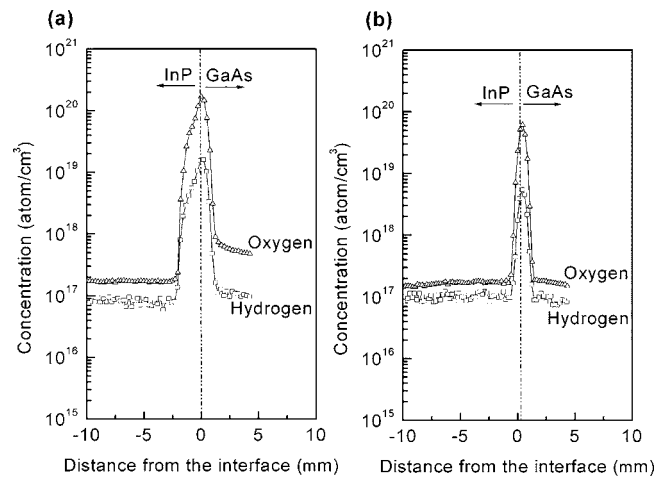 (a)
10²¹
10²⁰
10¹⁹
10¹⁸
10¹⁷
10¹⁶
10¹⁵
Concentration (atom/cm³)
InP
GaAs
Oxygen
Hydrogen
-10 -5 0 5 10
Distance from the interface (mm)
(b)
10²¹
10²⁰
10¹⁹
10¹⁸
10¹⁷
10¹⁶
10¹⁵
Concentration (atom/cm³)
InP
GaAs
Oxygen
Hydrogen
-10 -5 0 5 10
Distance from the interface (mm)